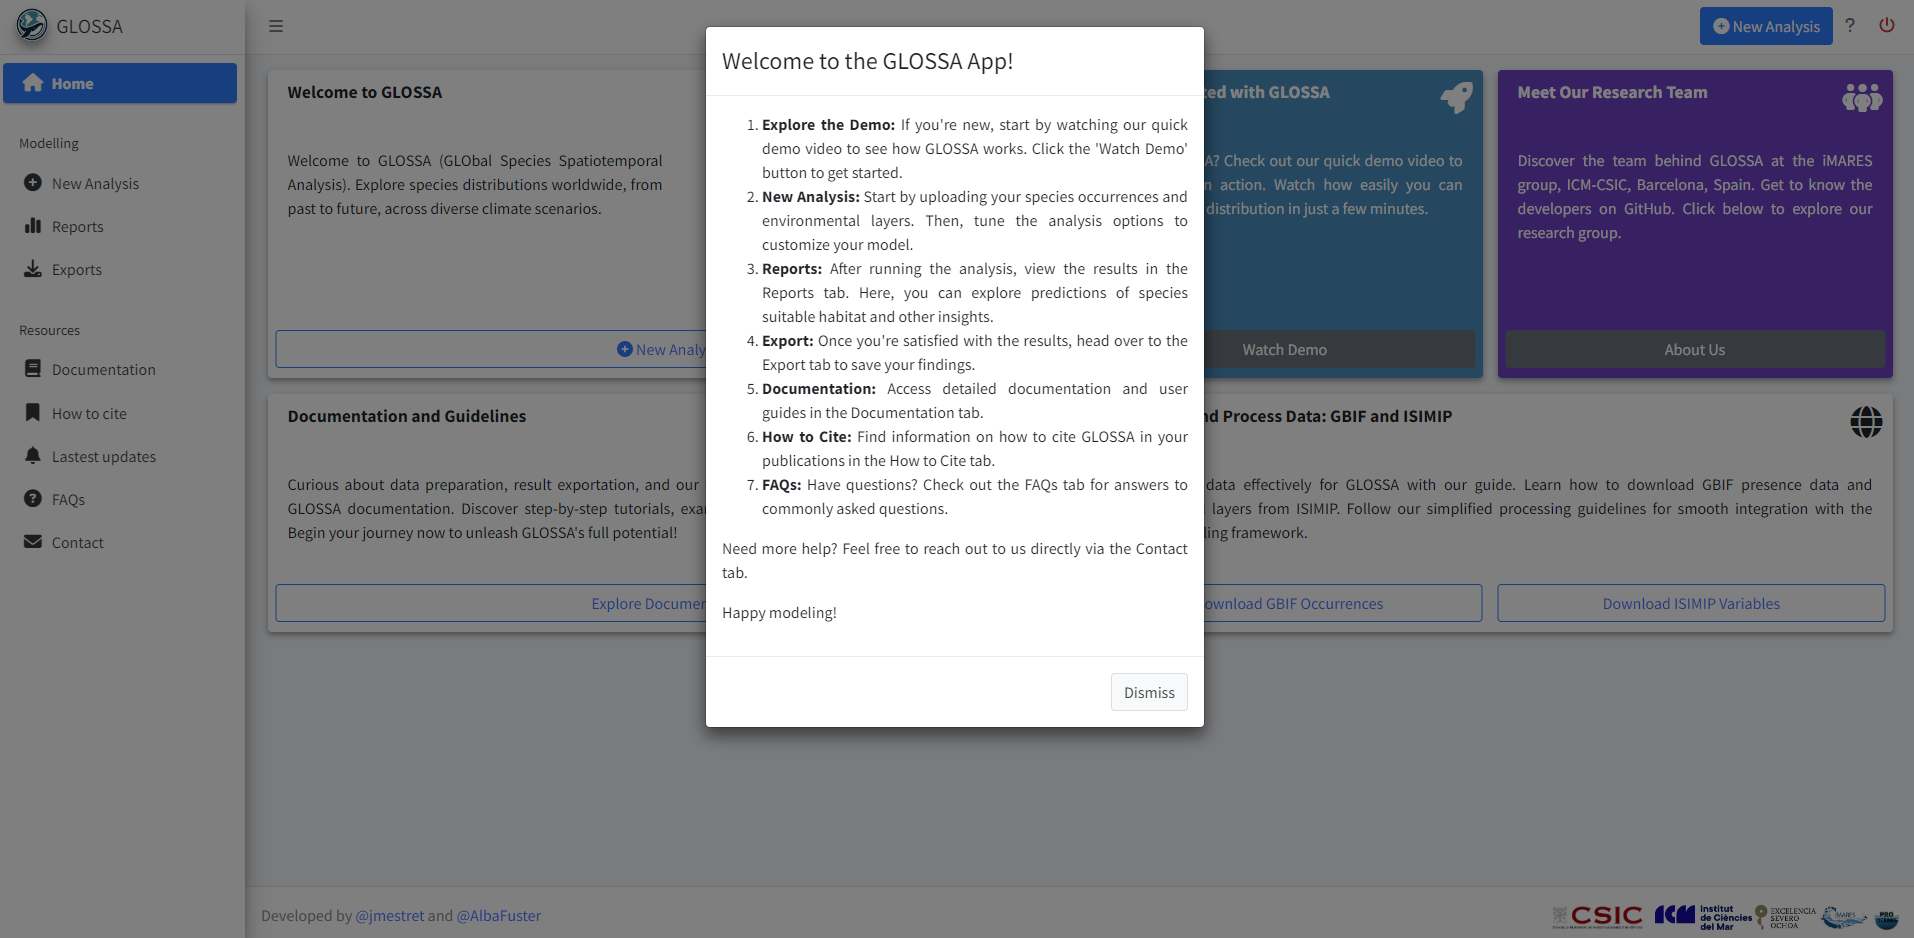 GLOSSA
New Analysis
?
Home
Modelling
New Analysis
Reports
Exports
Resources
Documentation
How to cite
Lastest updates
FAQs
Contact
Welcome to GLOSSA
Welcome to GLOSSA (GLObal Species Spatiotemporal
Analysis). Explore species distributions worldwide, from
past to future, across diverse climate scenarios.
New Analy
Welcome to the GLOSSA App!
1. Explore the Demo: If you're new, start by watching our quick
demo video to see how GLOSSA works. Click the 'Watch Demo'
button to get started.
2. New Analysis: Start by uploading your species occurrences and
environmental layers. Then, tune the analysis options to
customize your model.
3. Reports: After running the analysis, view the results in the
Reports tab. Here, you can explore predictions of species
suitable habitat and other insights.
4. Export: Once you're satisfied with the results, head over to the
Export tab to save your findings.
5. Documentation: Access detailed documentation and user
guides in the Documentation tab.
6. How to Cite: Find information on how to cite GLOSSA in your
publications in the How to Cite tab.
7. FAQs: Have questions? Check out the FAQs tab for answers to
commonly asked questions.
Need more help? Feel free to reach out to us directly via the Contact
tab.
Happy modeling!
Dismiss
ted with GLOSSA
A? Check out our quick demo video to
n action. Watch how easily you can
distribution in just a few minutes.
Watch Demo
Meet Our Research Team
Discover the team behind GLOSSA at the iMARES
group, ICM-CSIC, Barcelona, Spain. Get to know the
developers on GitHub. Click below to explore our
research group.
About Us
Documentation and Guidelines
Curious about data preparation, result exportation, and our
GLOSSA documentation. Discover step-by-step tutorials, exa
Begin your journey now to unleash GLOSSA's full potential!
Explore Documen
nd Process Data: GBIF and ISIMIP
data effectively for GLOSSA with our guide. Learn how to download GBIF presence data and
layers from ISIMIP. Follow our simplified processing guidelines for smooth integration with the
ling framework.
ownload GBIF Occurrences
Download ISIMIP Variables
Developed by @jmestret and @AlbaFuster
CSIC
ICM
Institut
de Ciències
del Mar
EXCELENCIA
SEVERO
OCHOA
iMARES
PRO